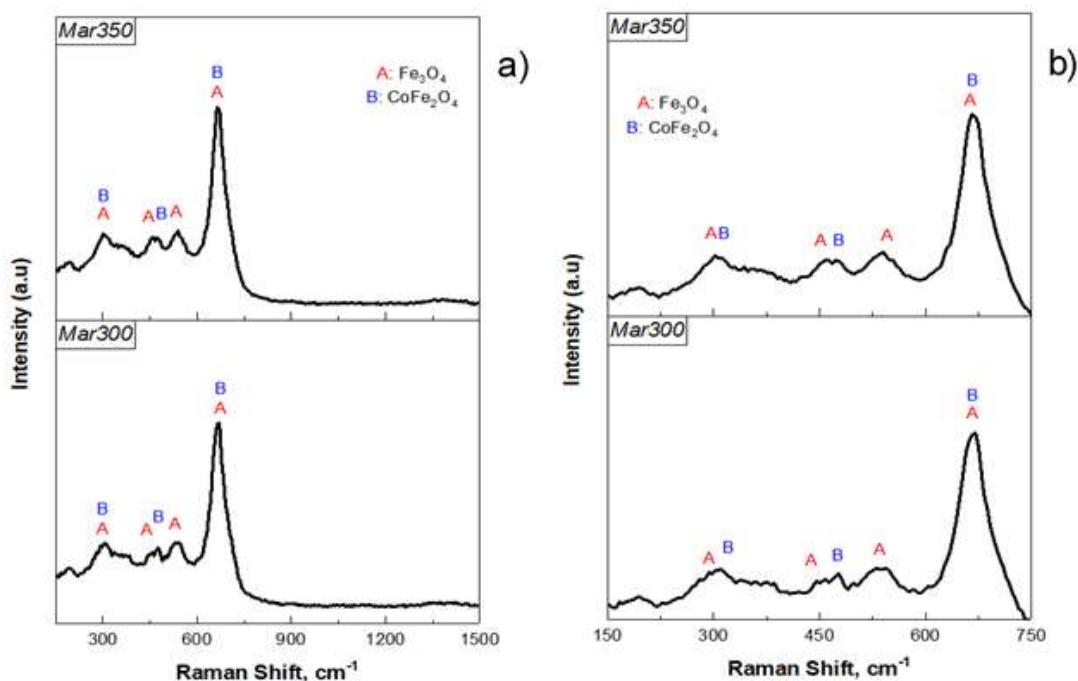 Mar350
a)
A: Fe₃O₄
B: CoFe₂O₄
B
A
B
A
A B A
Mar300
B
A
B
A
A B A
Intensity (a.u)
300 600 900 1200 1500
Raman Shift, cm⁻¹
Mar350
b)
A: Fe₃O₄
B: CoFe₂O₄
B
A
A B
A B A
Mar300
B
A
A B
A B A
Intensity (a.u)
150 300 450 600 750
Raman Shift, cm⁻¹